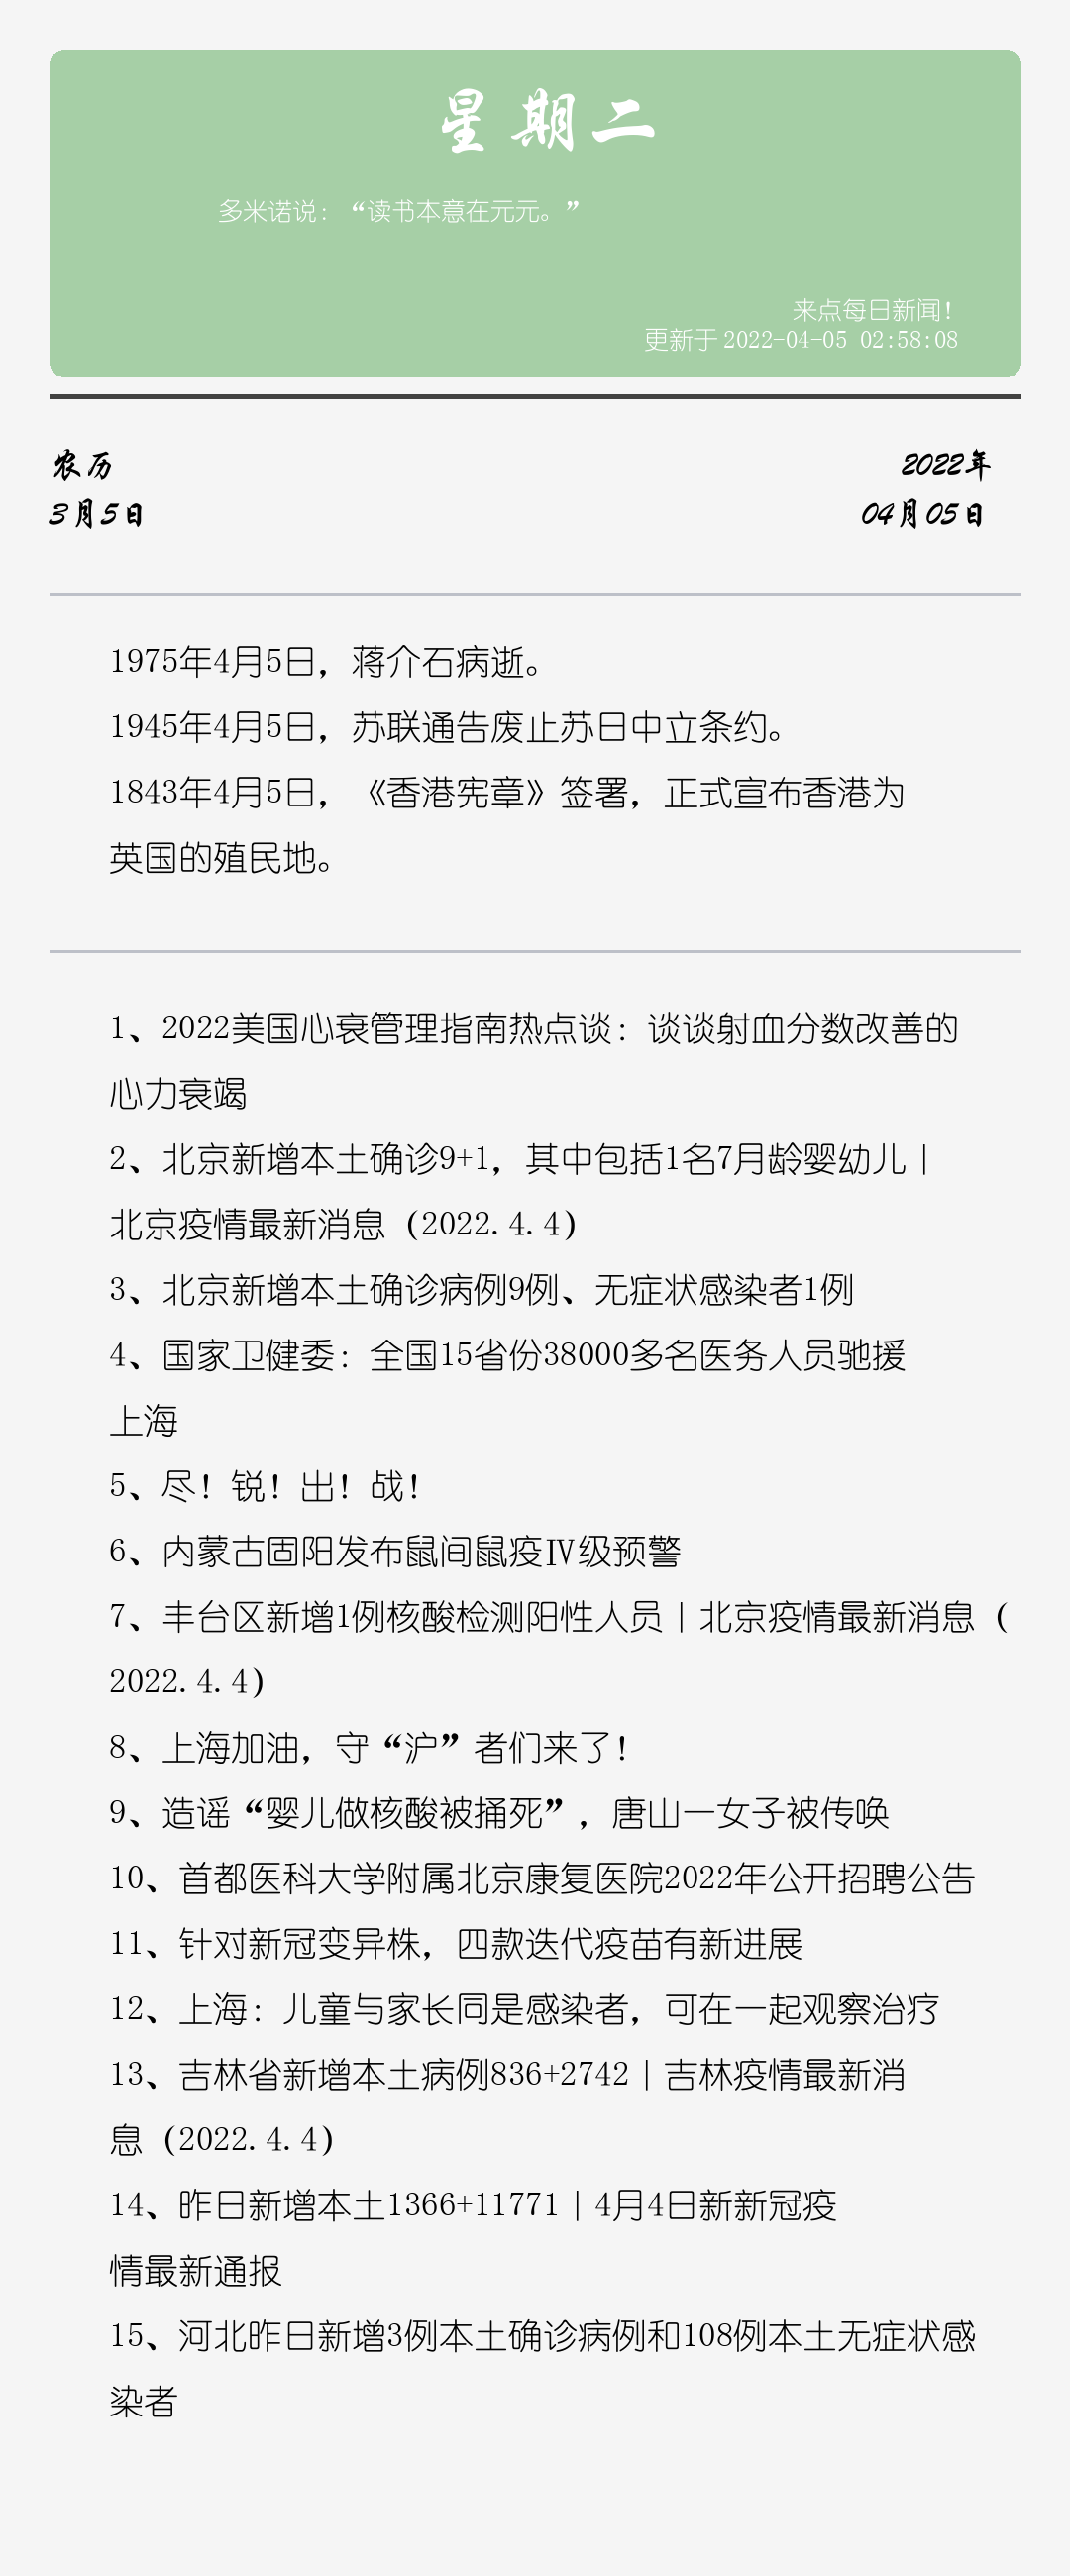 星期二
多米诺说：“读书本意在元元。”
来点每日新闻！
更新于 2022-04-05 02:58:08
农历
2022年
3月5日
04月05日
1975年4月5日，蒋介石病逝。
1945年4月5日，苏联通告废止苏日中立条约。
1843年4月5日，《香港宪章》签署，正式宣布香港为
英国的殖民地。
1、2022美国心衰管理指南热点谈：谈谈射血分数改善的
心力衰竭
2、北京新增本土确诊9+1，其中包括1名7月龄婴幼儿｜
北京疫情最新消息（2022.4.4）
3、北京新增本土确诊病例9例、无症状感染者1例
4、国家卫健委：全国15省份38000多名医务人员驰援
上海
5、尽！锐！出！战！
6、内蒙古固阳发布鼠间鼠疫Ⅳ级预警
7、丰台区新增1例核酸检测阳性人员｜北京疫情最新消息（
2022.4.4）
8、上海加油，守“沪”者们来了！
9、造谣“婴儿做核酸被捅死”，唐山一女子被传唤
10、首都医科大学附属北京康复医院2022年公开招聘公告
11、针对新冠变异株，四款迭代疫苗有新进展
12、上海：儿童与家长同是感染者，可在一起观察治疗
13、吉林省新增本土病例836+2742｜吉林疫情最新消
息（2022.4.4）
14、昨日新增本土1366+11771｜4月4日新新冠疫
情最新通报
15、河北昨日新增3例本土确诊病例和108例本土无症状感
染者